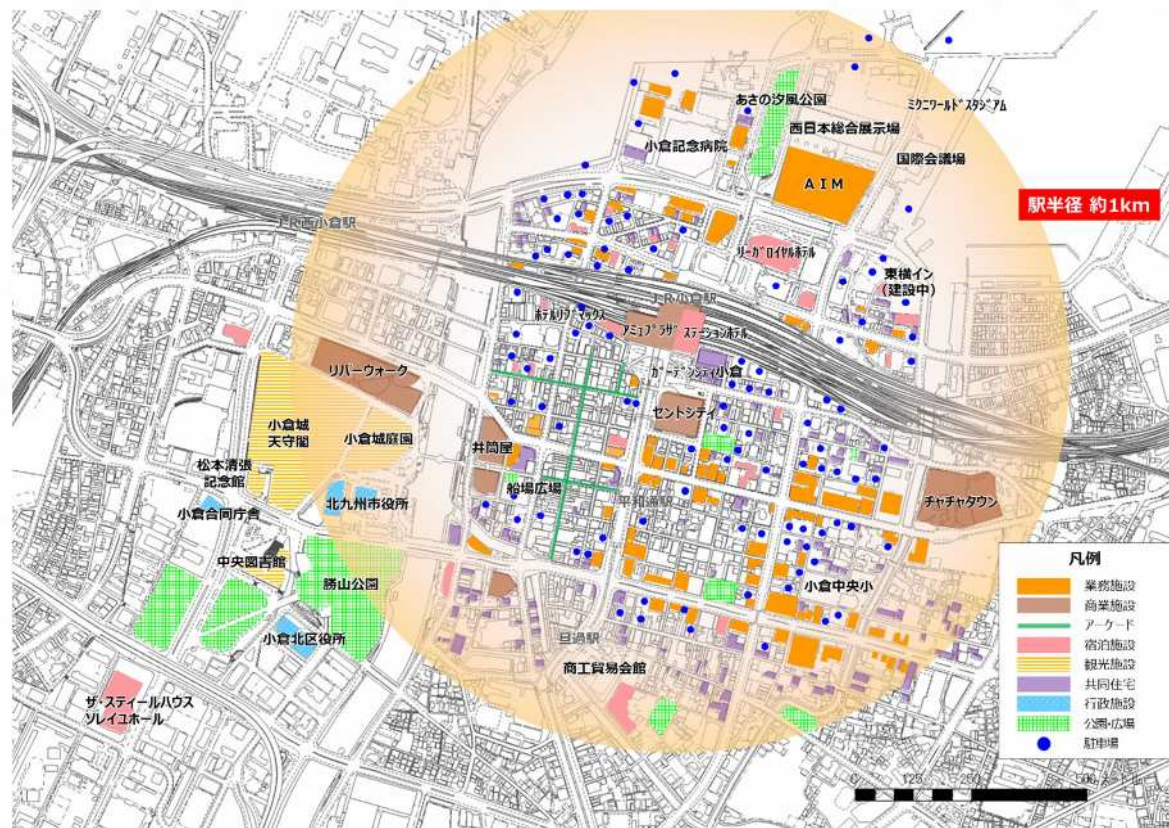 あさの汐風公園
ミクニワールドスタジアム
西日本総合展示場
小倉記念病院
国際会議場
AIM
駅半径 約1km
JR西小倉駅
リーガロイヤルホテル
東横イン
(建設中)
JR小倉駅
ホテルリブマックス
アミュプラザ
ステーションホテル
リバーウォーク
ガーデンシティ小倉
セントシティ
小倉城
天守閣
小倉城庭園
井筒屋
松本清張
記念館
船場広場
平和通駅
チャチャタウン
小倉合同庁舎
北九州市役所
中央図書館
勝山公園
小倉中央小
小倉北区役所
旦過駅
商工貿易会館
ザ・スティールハウス
ソレイユホール
凡例
業務施設
商業施設
アーケード
宿泊施設
観光施設
共同住宅
行政施設
公園・広場
駐車場
0 125 250 500 メートル